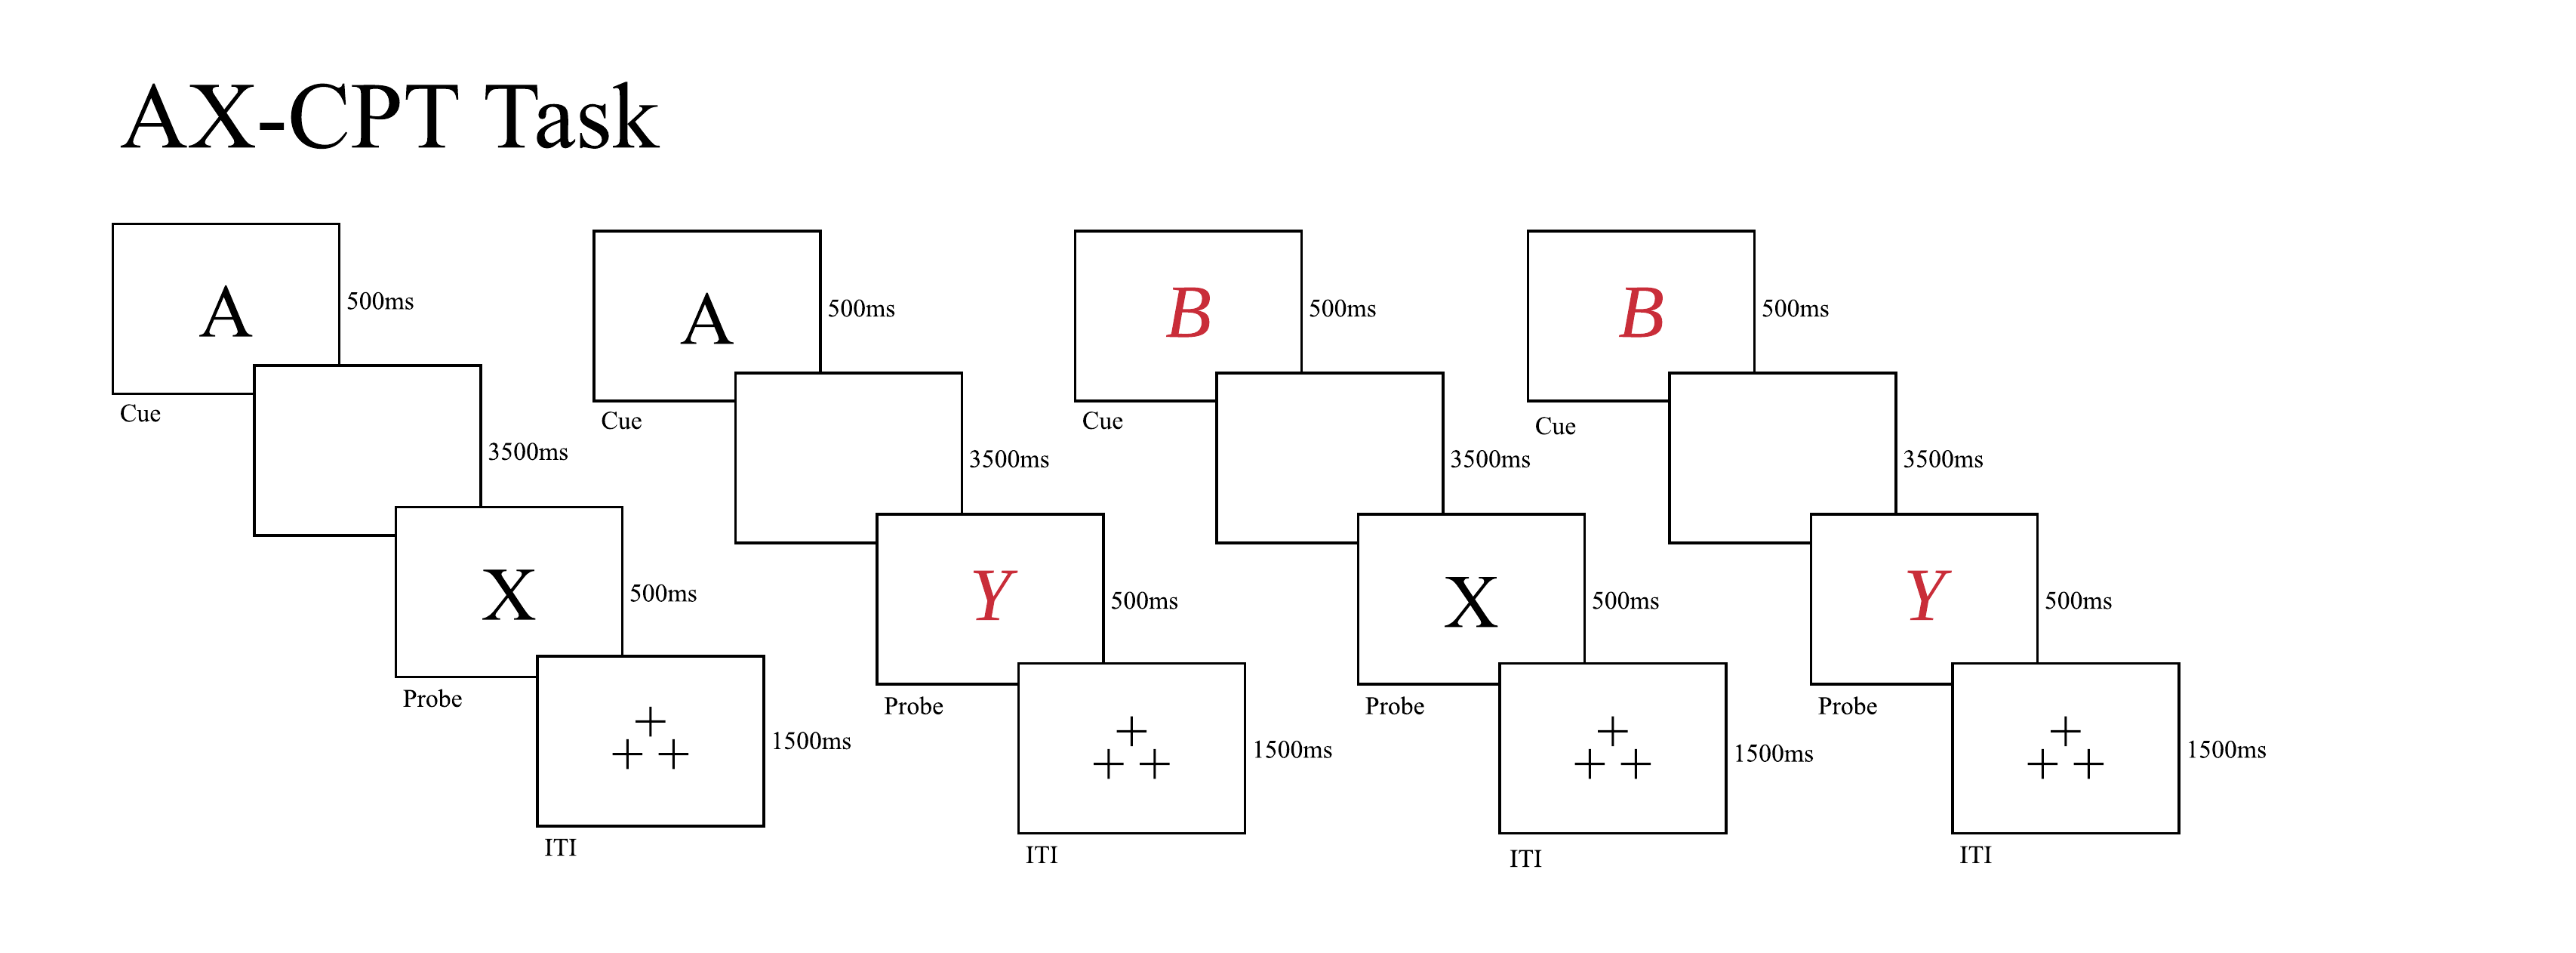 AX-CPT Task
A
500ms
Cue
3500ms
X
500ms
Probe
+
+ +
1500ms
ITI
A
500ms
Cue
3500ms
Y
500ms
Probe
+
+ +
1500ms
ITI
B
500ms
Cue
3500ms
X
500ms
Probe
+
+ +
1500ms
ITI
B
500ms
Cue
3500ms
Y
500ms
Probe
+
+ +
1500ms
ITI